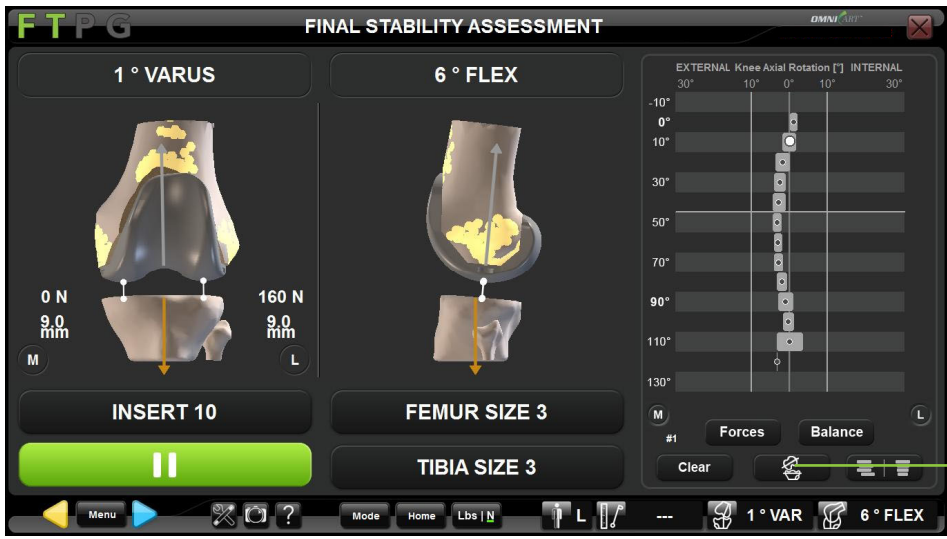 FTPG
FINAL STABILITY ASSESSMENT
OMNI
1 ° VARUS
6 ° FLEX
EXTERNAL Knee Axial Rotation [°] INTERNAL
30° 10° 0° 10° 30°
-10°
0°
10°
30°
50°
70°
90°
110°
130°
0 N
9.0
mm
160 N
9.0
mm
M
L
INSERT 10
FEMUR SIZE 3
TIBIA SIZE 3
M
L
#1
Forces
Balance
Clear
Menu
?
Mode
Home
Lbs | N
L
---
1 ° VAR
6 ° FLEX